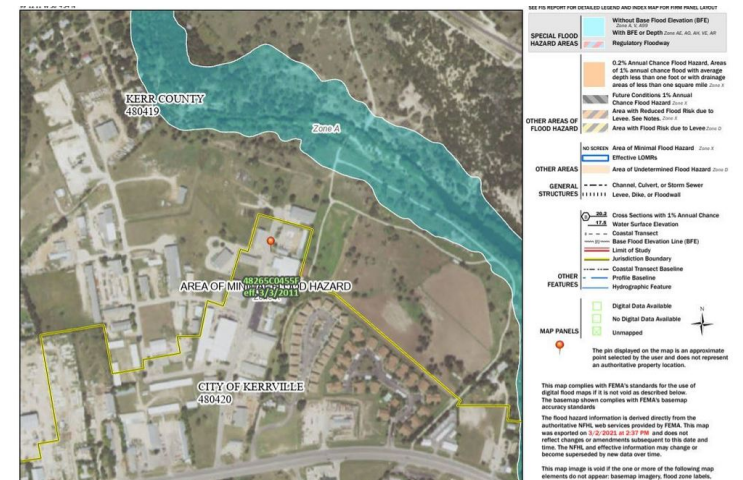 KERR COUNTY
480419
Zone A
48265C0455F
eff. 3/3/2011
AREA OF MINIMAL FLOOD HAZARD
CITY OF KERRVILLE
480420
SEE FIS REPORT FOR DETAILED LEGEND AND INDEX MAP FOR FIRM PANEL LAYOUT
SPECIAL FLOOD
HAZARD AREAS
Without Base Flood Elevation (BFE)
Zone A, V, A99
With BFE or Depth Zone AE, AO, AH, VE, AR
Regulatory Floodway
OTHER AREAS OF
FLOOD HAZARD
0.2% Annual Chance Flood Hazard, Areas
of 1% annual chance flood with average
depth less than one foot or with drainage
areas of less than one square mile Zone X
Future Conditions 1% Annual
Chance Flood Hazard Zone X
Area with Reduced Flood Risk due to
Levee. See Notes. Zone X
Area with Flood Risk due to Levee Zone D
OTHER AREAS
NO SCREEN Area of Minimal Flood Hazard Zone X
Effective LOMRs
Area of Undetermined Flood Hazard Zone D
GENERAL
STRUCTURES
Channel, Culvert, or Storm Sewer
Levee, Dike, or Floodwall
OTHER
FEATURES
20.2 Cross Sections with 1% Annual Chance
17.5 Water Surface Elevation
Coastal Transect
Base Flood Elevation Line (BFE)
Limit of Study
Jurisdiction Boundary
Coastal Transect Baseline
Profile Baseline
Hydrographic Feature
MAP PANELS
Digital Data Available
No Digital Data Available
Unmapped
N
The pin displayed on the map is an approximate
point selected by the user and does not represent
an authoritative property location.
This map complies with FEMA's standards for the use of
digital flood maps if it is not void as described below.
The basemap shown complies with FEMA's basemap
accuracy standards
The flood hazard information is derived directly from the
authoritative NFHL web services provided by FEMA. This map
was exported on 3/2/2021 at 2:37 PM and does not
reflect changes or amendments subsequent to this date and
time. The NFHL and effective information may change or
become superseded by new data over time.
This map image is void if the one or more of the following map
elements do not appear: basemap imagery, flood zone labels,